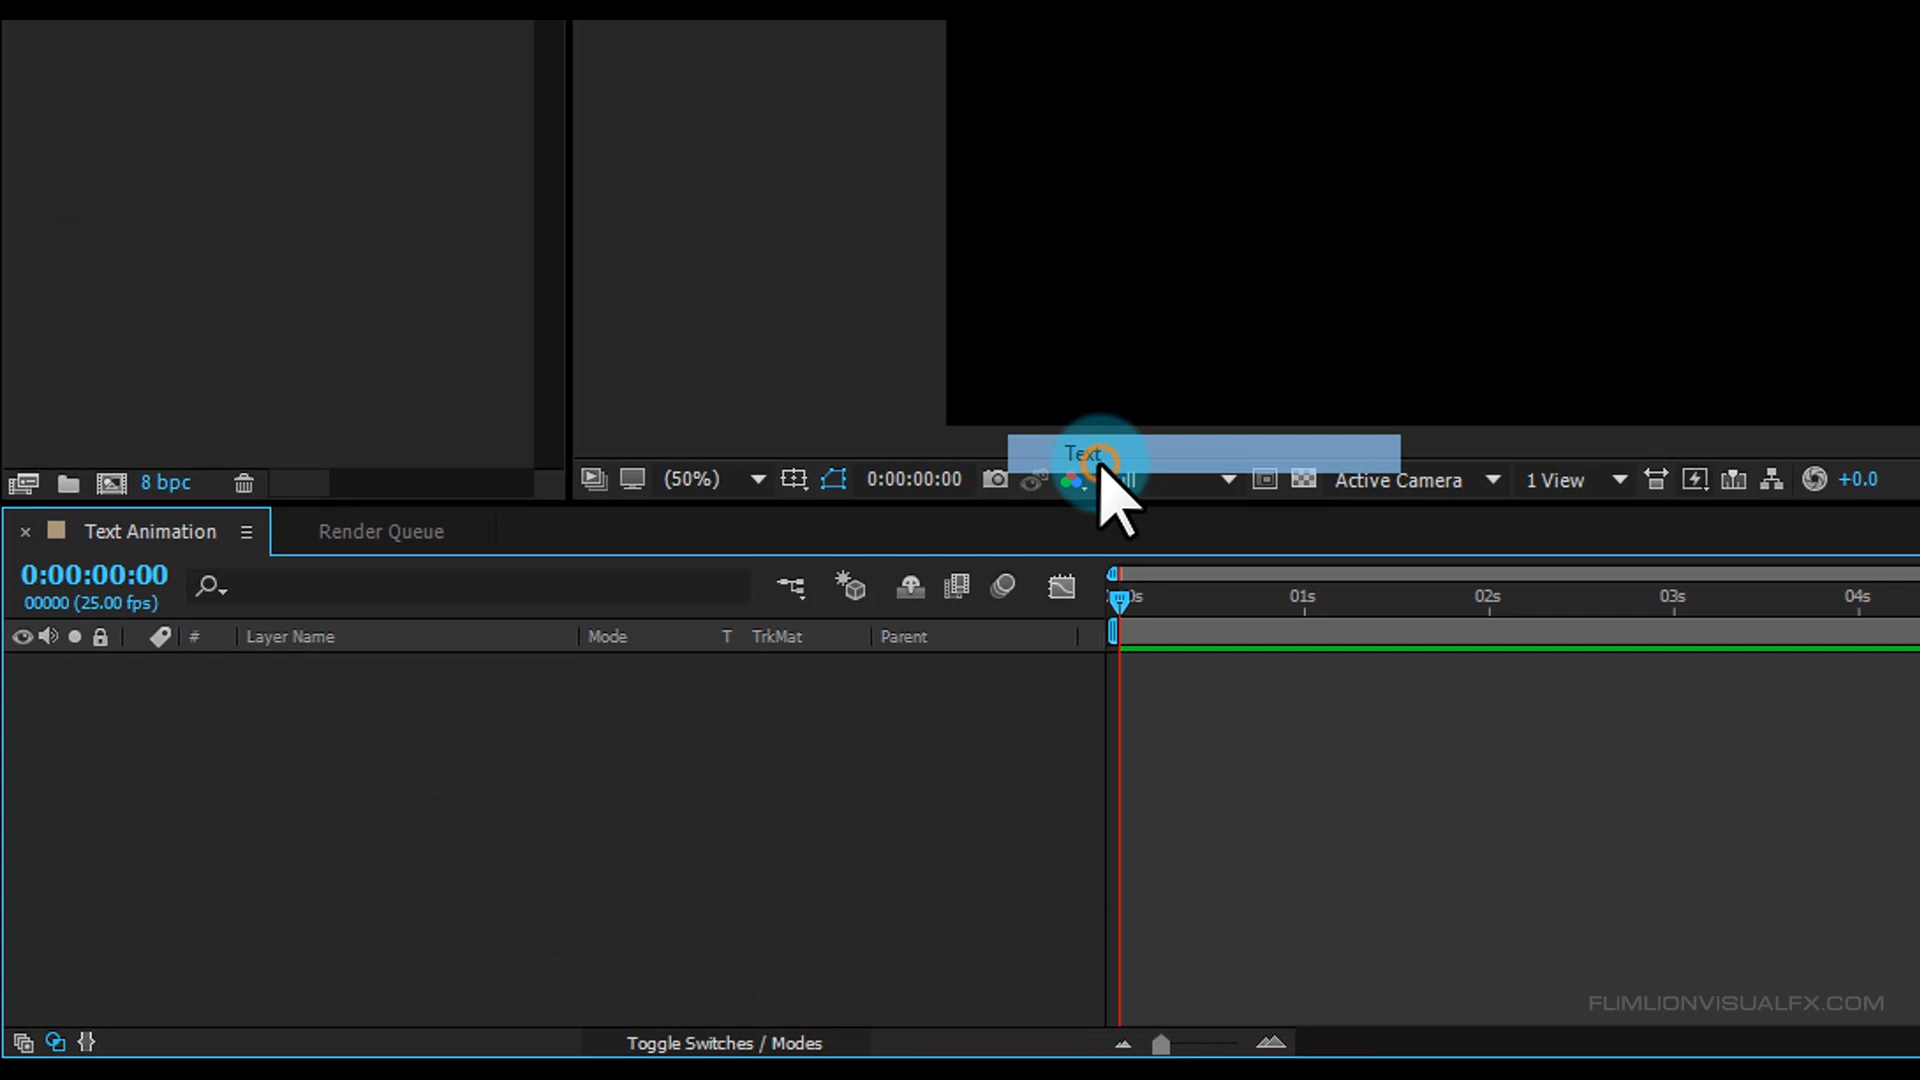 Text
8 bpc
(50%)
0:00:00:00
Active Camera
1 View
+0.0
Text Animation
Render Queue
0:00:00:00
00000 (25.00 fps)
01s
02s
03s
04s
#
Layer Name
Mode
T
TrkMat
Parent
FLIMLIONVISUALFX.COM
Toggle Switches / Modes